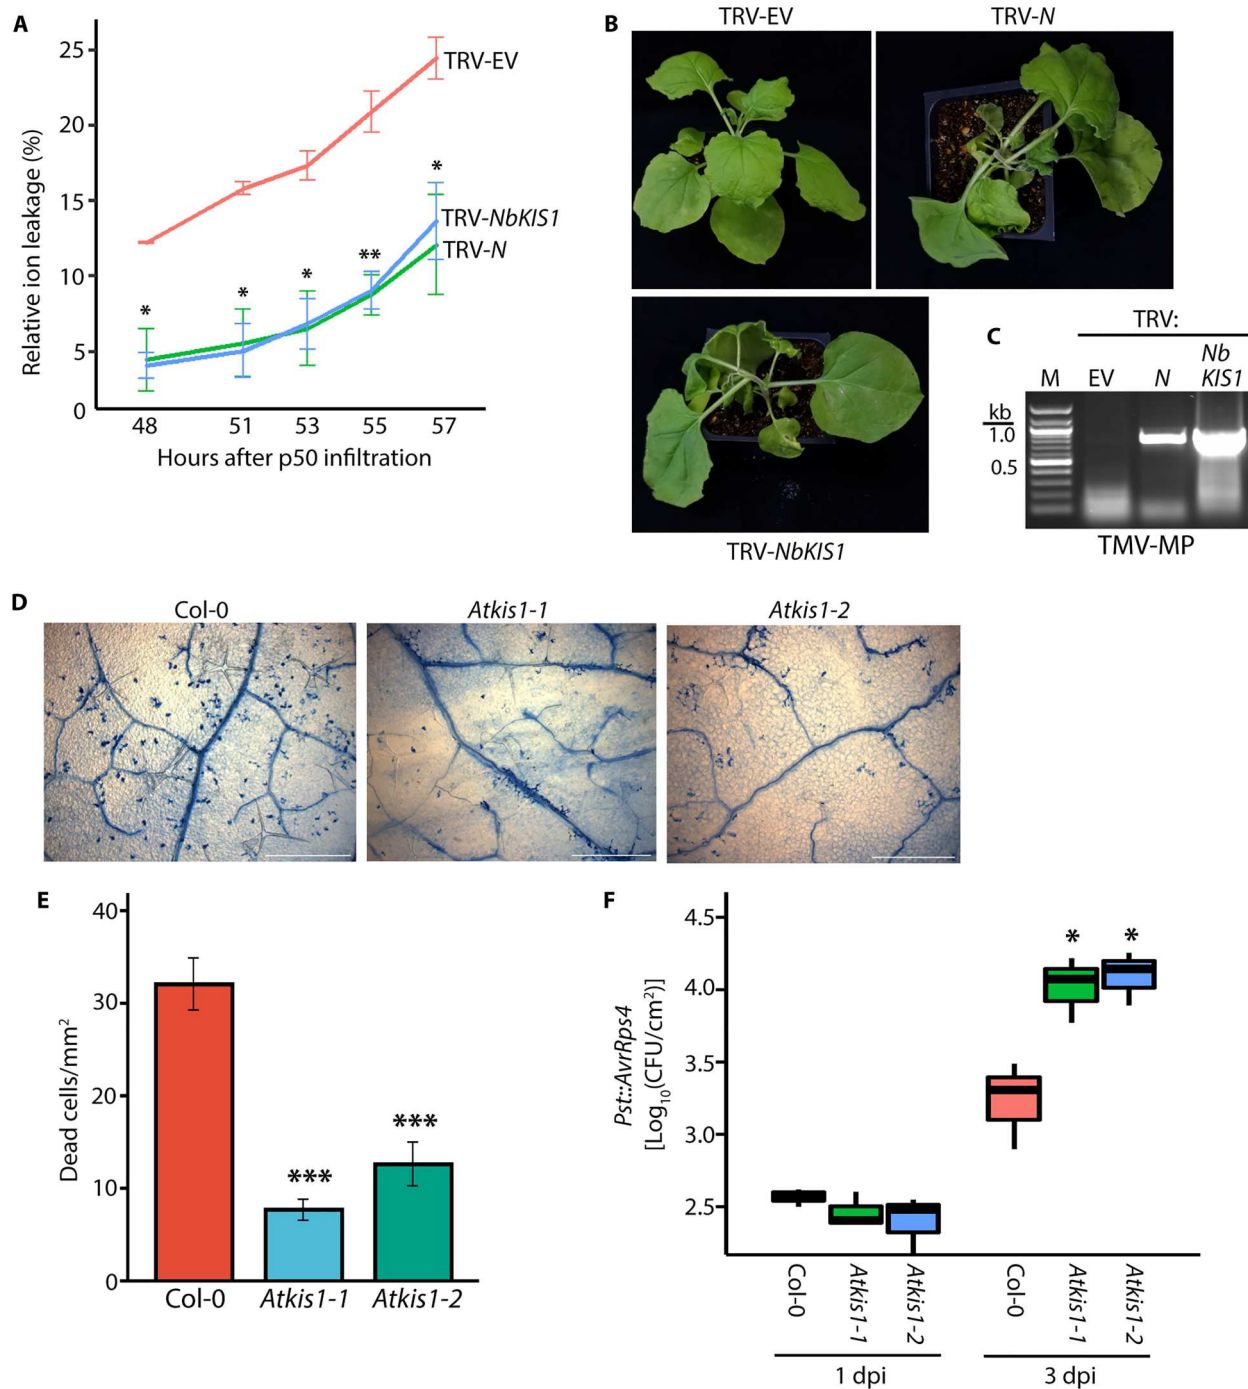 A
25
20
15
10
5
0
Relative ion leakage (%)
TRV-EV
TRV-NbKIS1
TRV-N
*
*
*
**
*
48 51 53 55 57
Hours after p50 infiltration
B
TRV-EV
TRV-N
TRV-NbKIS1
C
TRV:
M EV N Nb
KIS1
kb
1.0
0.5
TMV-MP
D
Col-0
Atkis1-1
Atkis1-2
E
40
30
20
10
0
Dead cells/mm²
***
***
Col-0 Atkis1-1 Atkis1-2
F
4.5
4.0
3.5
3.0
2.5
Pst::AvrRps4
[Log₁₀(CFU/cm²)]
* *
Col-0
Atkis1-1
Atkis1-2
Col-0
Atkis1-1
Atkis1-2
1 dpi
3 dpi